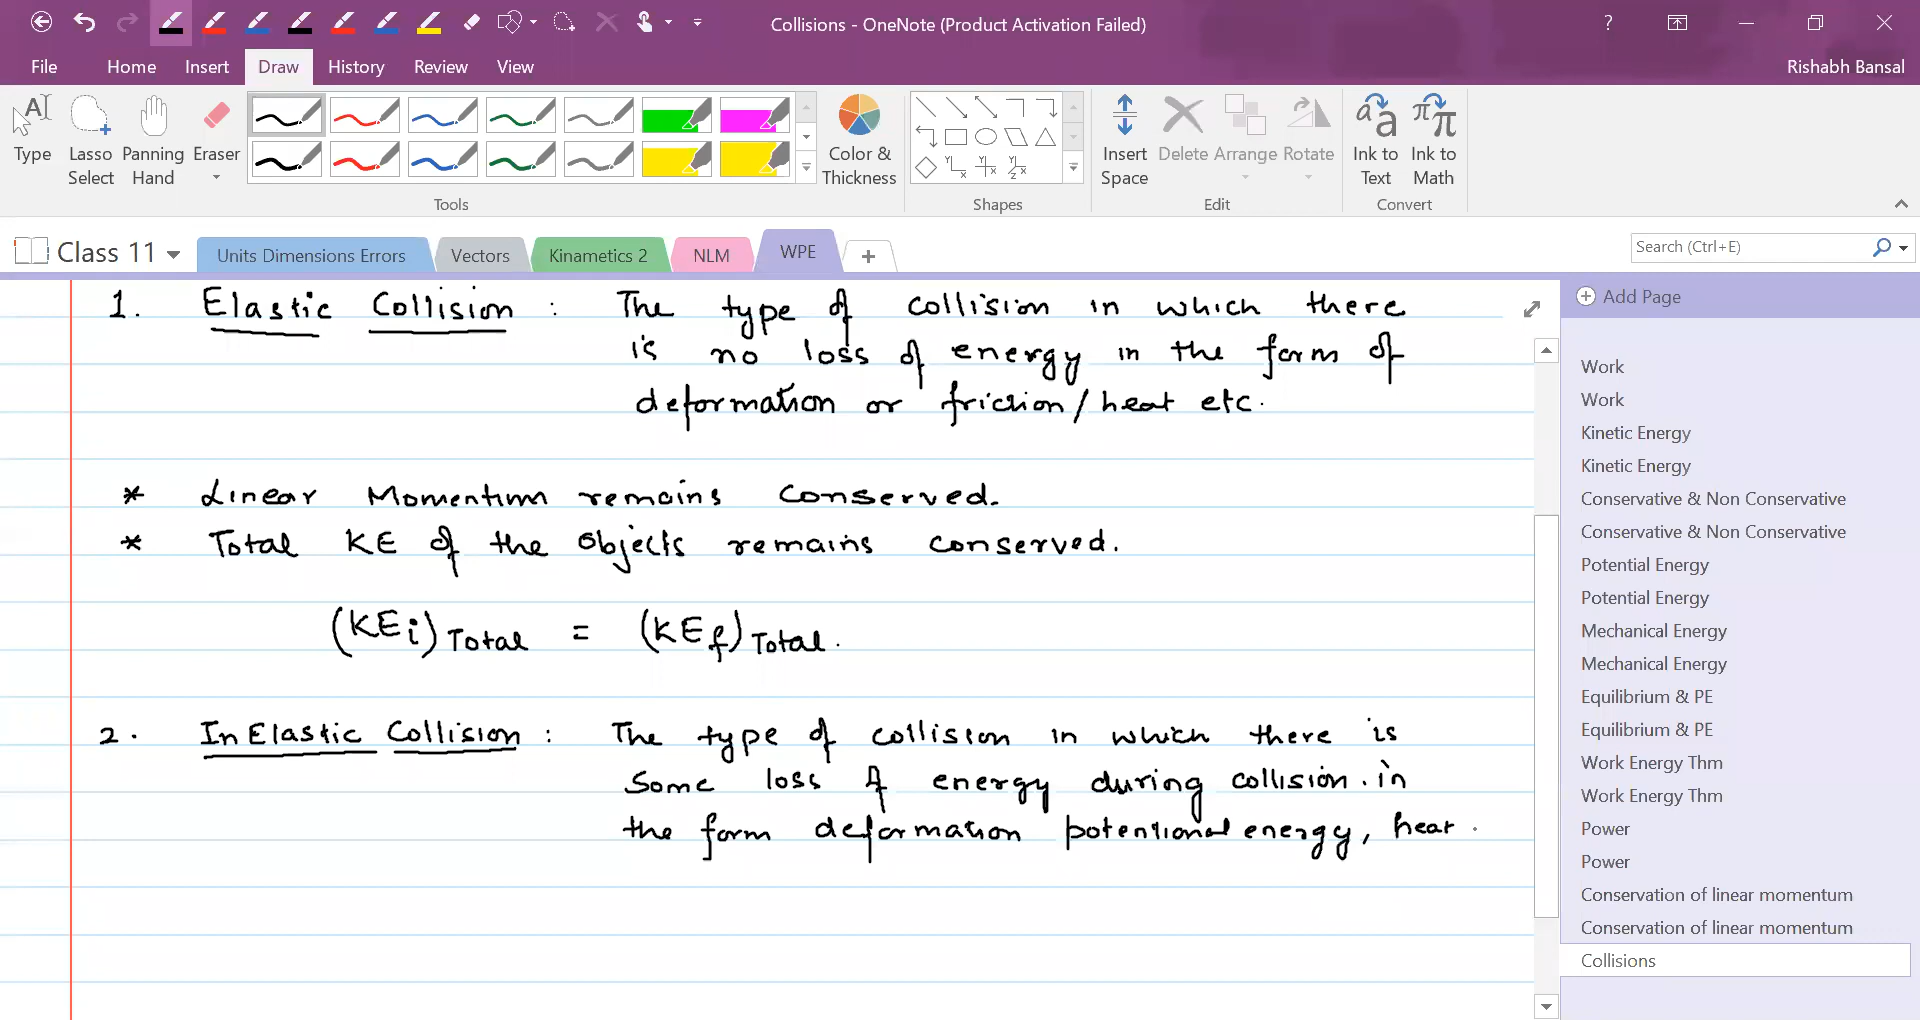 Collisions - OneNote (Product Activation Failed)
?
File Home Insert Draw History Review View
Rishabh Bansal
Type
Lasso Select
Panning Hand
Eraser
Color & Thickness
Insert Space
Delete
Arrange
Rotate
Ink to Text
Ink to Math
Tools
Shapes
Edit
Convert
Class 11
Units Dimensions Errors
Vectors
Kinametics 2
NLM
WPE
+
Search (Ctrl+E)
1. Elastic Collision : The type of collision in which there
is no loss of energy in the form of
deformation or friction/heat etc.
* Linear Momentum remains conserved.
* Total KE of the Objects remains conserved.
(KEi)Total = (KEf)Total.
2. InElastic Collision : The type of collision in which there is
Some loss of energy during collision. in
the form deformation potentional energy, heat.
Add Page
Work
Work
Kinetic Energy
Kinetic Energy
Conservative & Non Conservative
Conservative & Non Conservative
Potential Energy
Potential Energy
Mechanical Energy
Mechanical Energy
Equilibrium & PE
Equilibrium & PE
Work Energy Thm
Work Energy Thm
Power
Power
Conservation of linear momentum
Conservation of linear momentum
Collisions